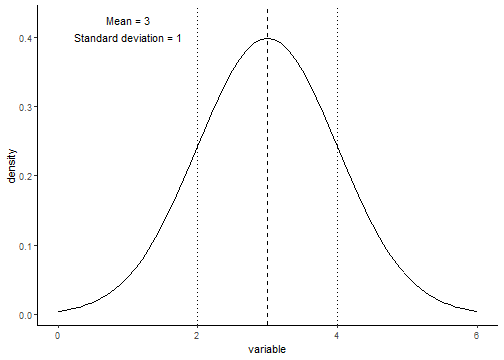 Mean = 3
Standard deviation = 1
0.4
0.3
0.2
0.1
0.0
density
0 2 4 6
variable